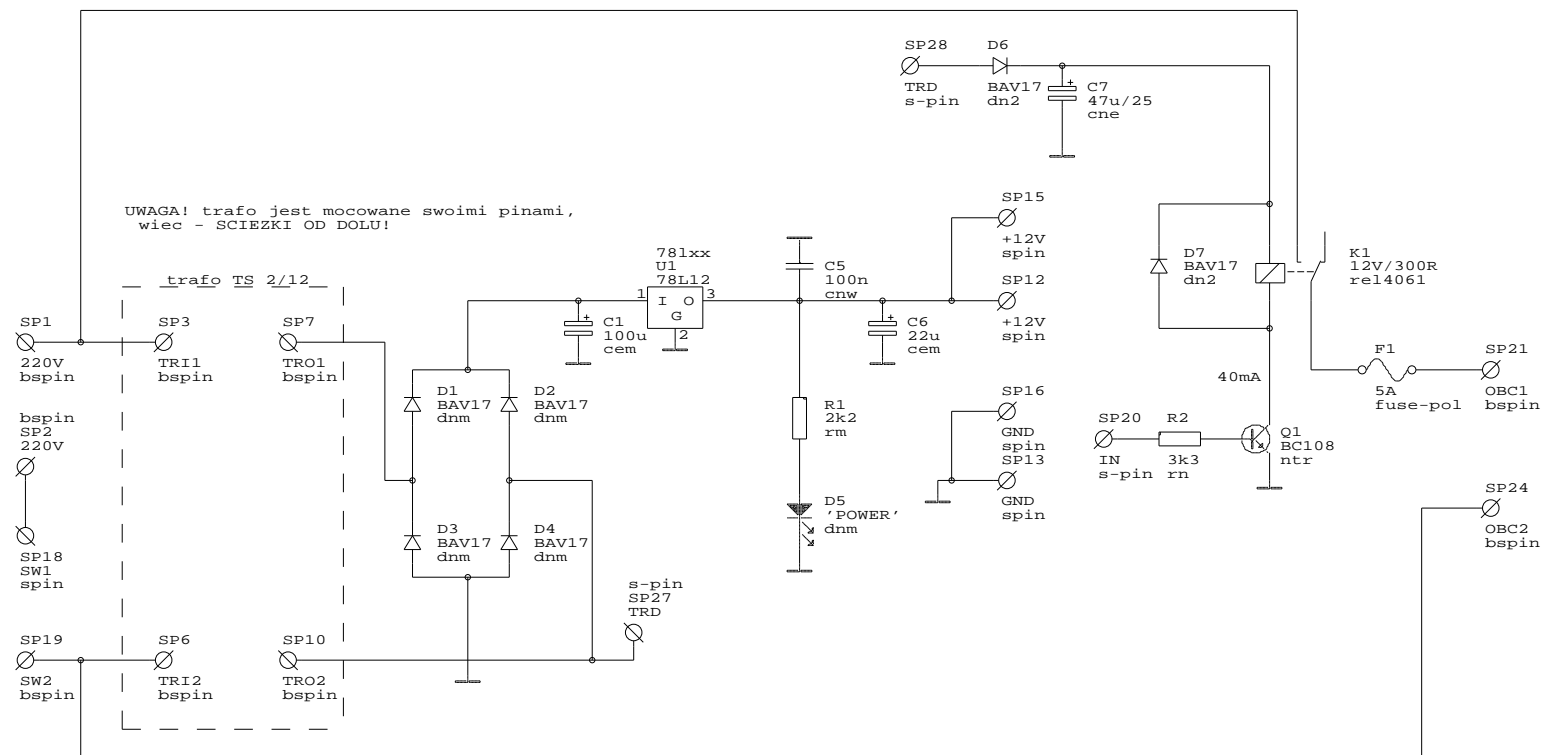 SP28
TRD
s-pin
D6
BAV17
dn2
+
C7
47u/25
cne
UWAGA! trafo jest mocowane swoimi pinami,
wiec - SCIEZKI OD DOLU!
trafo TS 2/12
SP1
220V
bspin
SP3
TRI1
bspin
SP7
TRO1
bspin
bspin
SP2
220V
SP18
SW1
spin
SP19
SW2
bspin
SP6
TRI2
bspin
SP10
TRO2
bspin
D1
BAV17
dnm
D2
BAV17
dnm
D3
BAV17
dnm
D4
BAV17
dnm
s-pin
SP27
TRD
+
C1
100u
cem
78lxx
U1
78L12
1 I O 3
G
2
C5
100n
cnw
+
C6
22u
cem
R1
2k2
rm
D5
'POWER'
dnm
SP15
+12V
spin
SP12
+12V
spin
SP16
GND
spin
SP13
GND
spin
D7
BAV17
dn2
K1
12V/300R
rel4061
40mA
SP20
IN
s-pin
R2
3k3
rn
Q1
BC108
ntr
F1
5A
fuse-pol
SP21
OBC1
bspin
SP24
OBC2
bspin